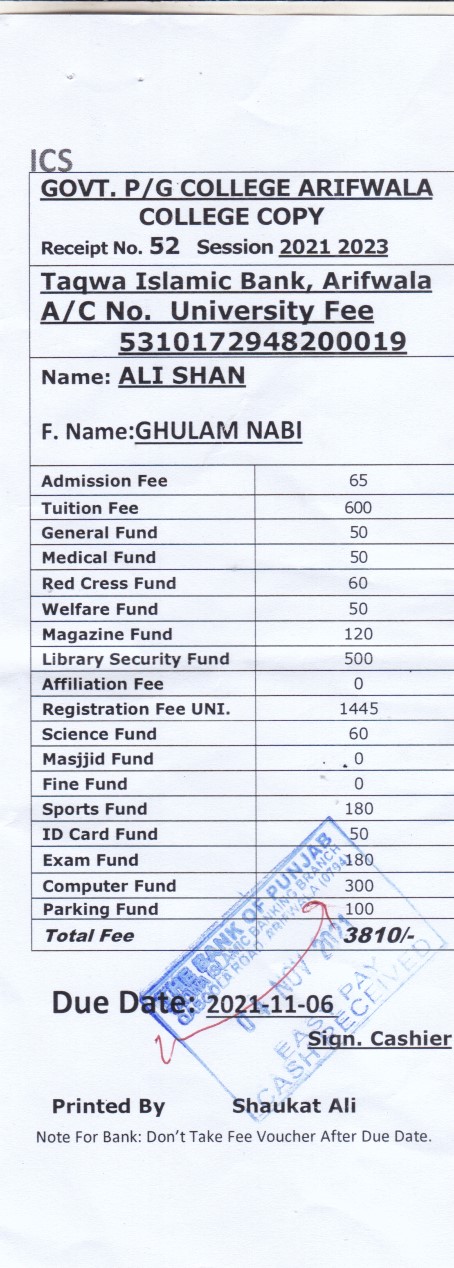 ICS
GOVT. P/G COLLEGE ARIFWALA
COLLEGE COPY
Receipt No. 52 Session 2021 2023
Taqwa Islamic Bank, Arifwala
A/C No. University Fee
5310172948200019
Name: ALI SHAN
F. Name:GHULAM NABI
Admission Fee 65
Tuition Fee 600
General Fund 50
Medical Fund 50
Red Cress Fund 60
Welfare Fund 50
Magazine Fund 120
Library Security Fund 500
Affiliation Fee 0
Registration Fee UNI. 1445
Science Fund 60
Masjjid Fund 0
Fine Fund 0
Sports Fund 180
ID Card Fund 50
Exam Fund 180
Computer Fund 300
Parking Fund 100
Total Fee 3810/-
THE BANK OF PUNJAB
ISLAMIC BANKING BRANCH
ROAD ARIFWALA
NOV 2021
EASY PAY
CASH RECEIVED
Due Date: 2021-11-06
Sign. Cashier
Printed By Shaukat Ali
Note For Bank: Don't Take Fee Voucher After Due Date.